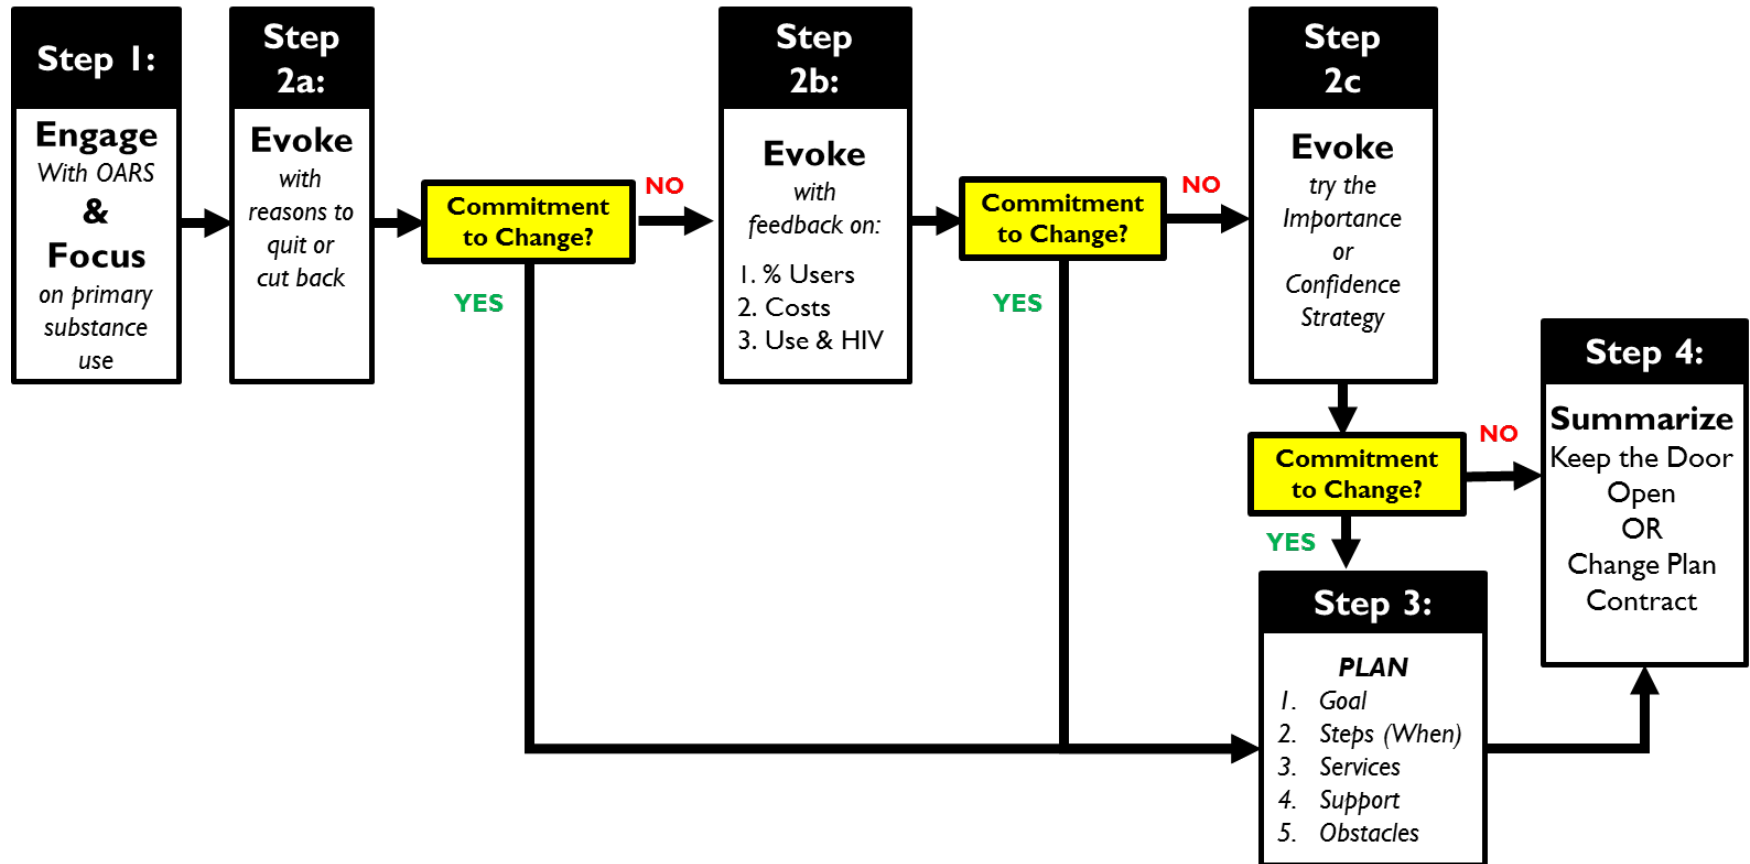 Step 1:
Engage
With OARS
&
Focus
on primary
substance
use
Step
2a:
Evoke
with
reasons to
quit or
cut back
Commitment
to Change?
NO
YES
Step
2b:
Evoke
with
feedback on:
1. % Users
2. Costs
3. Use & HIV
Commitment
to Change?
NO
YES
Step
2c
Evoke
try the
Importance
or
Confidence
Strategy
Commitment
to Change?
NO
YES
Step 3:
PLAN
1. Goal
2. Steps (When)
3. Services
4. Support
5. Obstacles
Step 4:
Summarize
Keep the Door
Open
OR
Change Plan
Contract